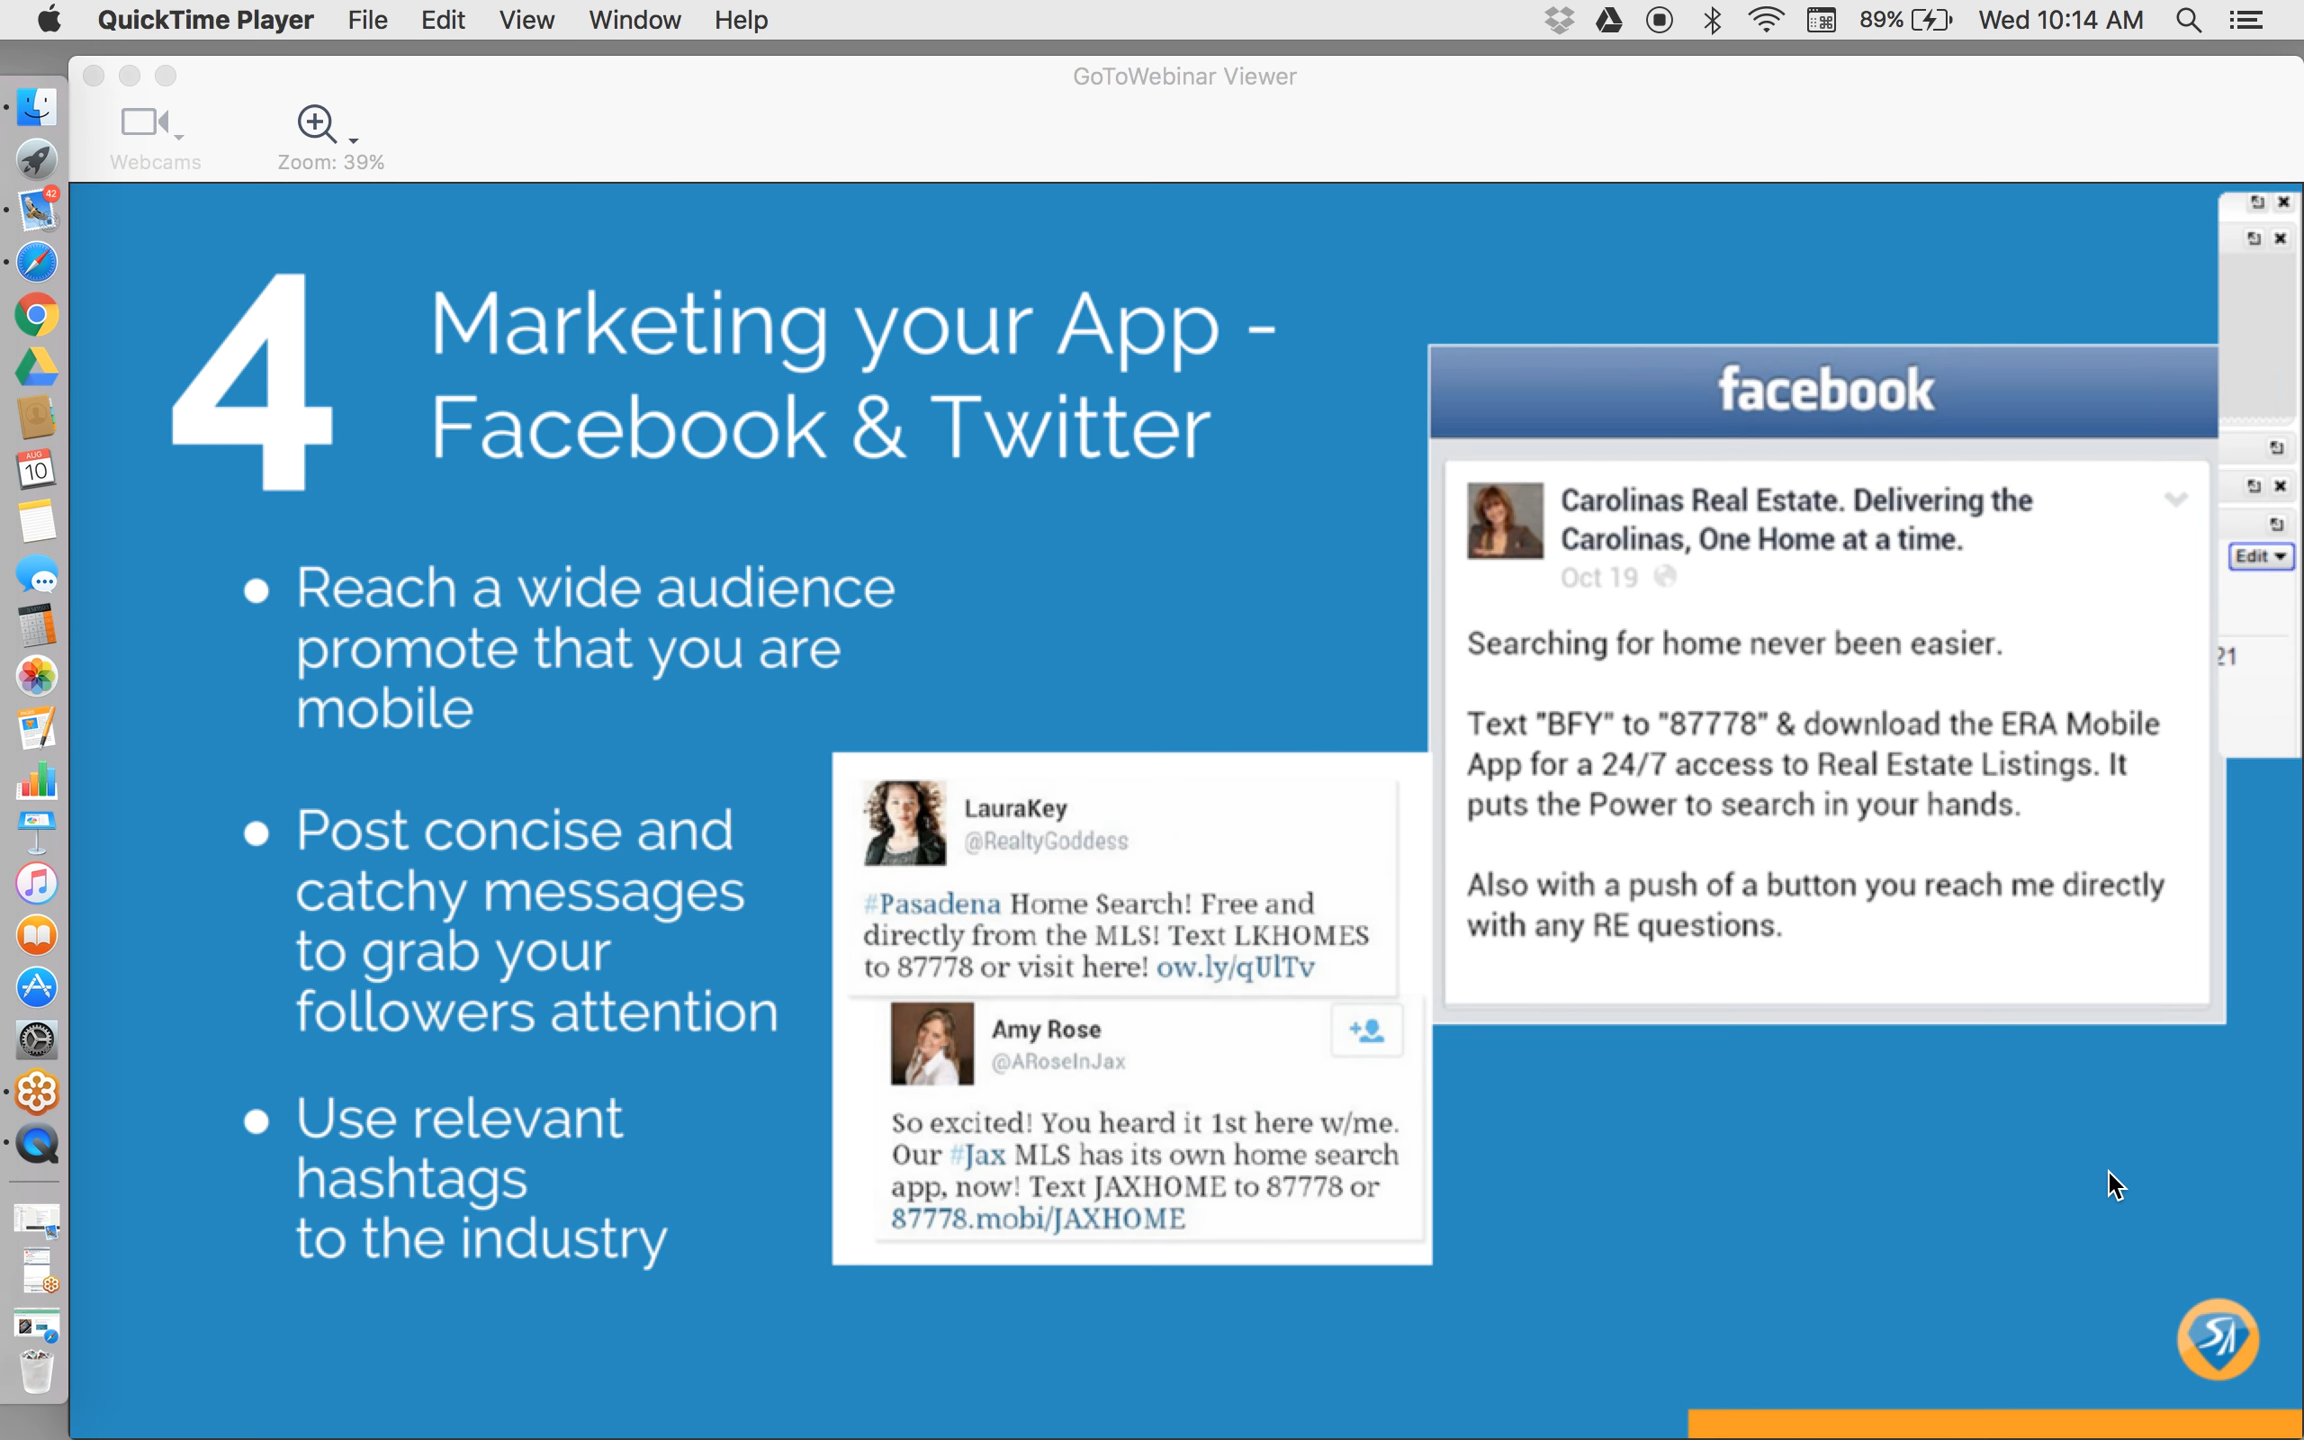 QuickTime Player File Edit View Window Help 89% Wed 10:14 AM
GoToWebinar Viewer
Webcams
Zoom: 39%
42
AUG
10
4
Marketing your App -
Facebook & Twitter
Reach a wide audience
promote that you are
mobile
Post concise and
catchy messages
to grab your
followers attention
Use relevant
hashtags
to the industry
LauraKey
@RealtyGoddess
#Pasadena Home Search! Free and
directly from the MLS! Text LKHOMES
to 87778 or visit here! ow.ly/qUlTv
Amy Rose
@ARoseInJax
So excited! You heard it 1st here w/me.
Our #Jax MLS has its own home search
app, now! Text JAXHOME to 87778 or
87778.mobi/JAXHOME
facebook
Carolinas Real Estate. Delivering the
Carolinas, One Home at a time.
Oct 19
Searching for home never been easier.
Text "BFY" to "87778" & download the ERA Mobile
App for a 24/7 access to Real Estate Listings. It
puts the Power to search in your hands.
Also with a push of a button you reach me directly
with any RE questions.
Edit
21
SA